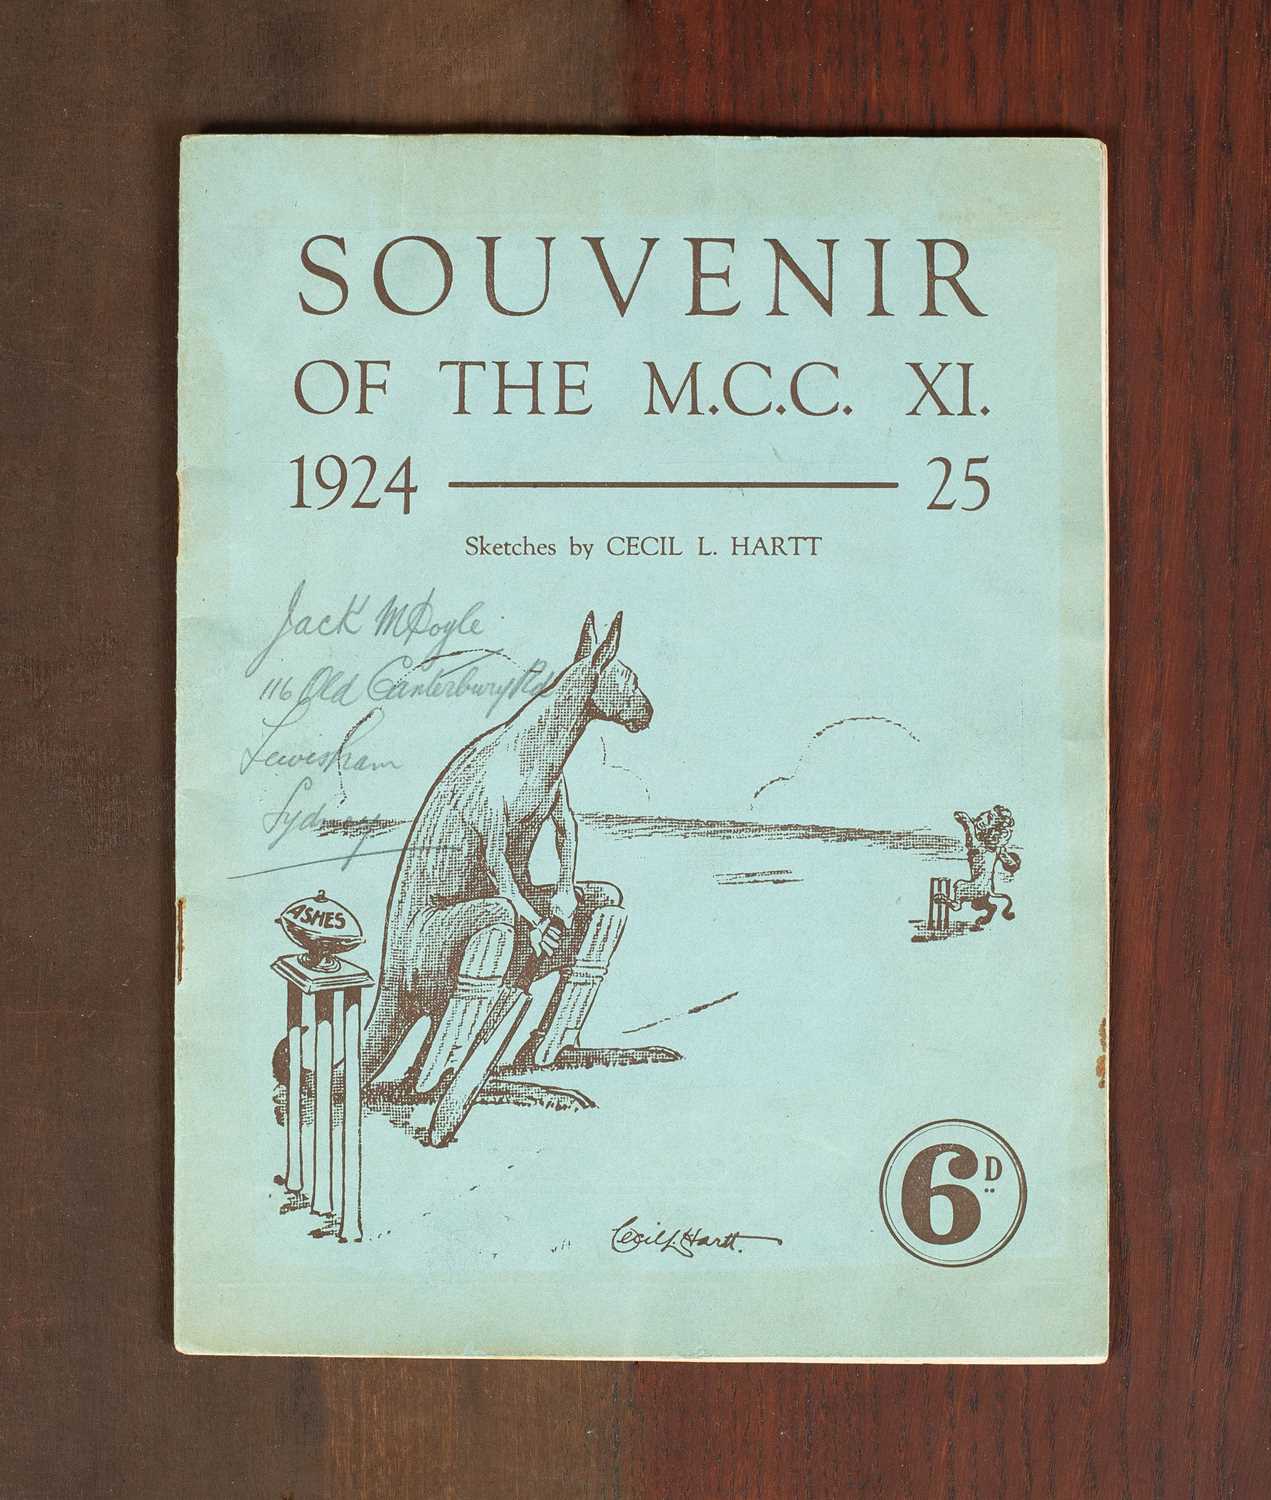 SOUVENIR
OF THE M.C.C. XI.
1924 — 25
Sketches by CECIL L. HARTT
Jack McDoyle
116 Old Canterbury Rd
Lewisham
Sydney
ASHES
Cecil L. Hartt.
6D